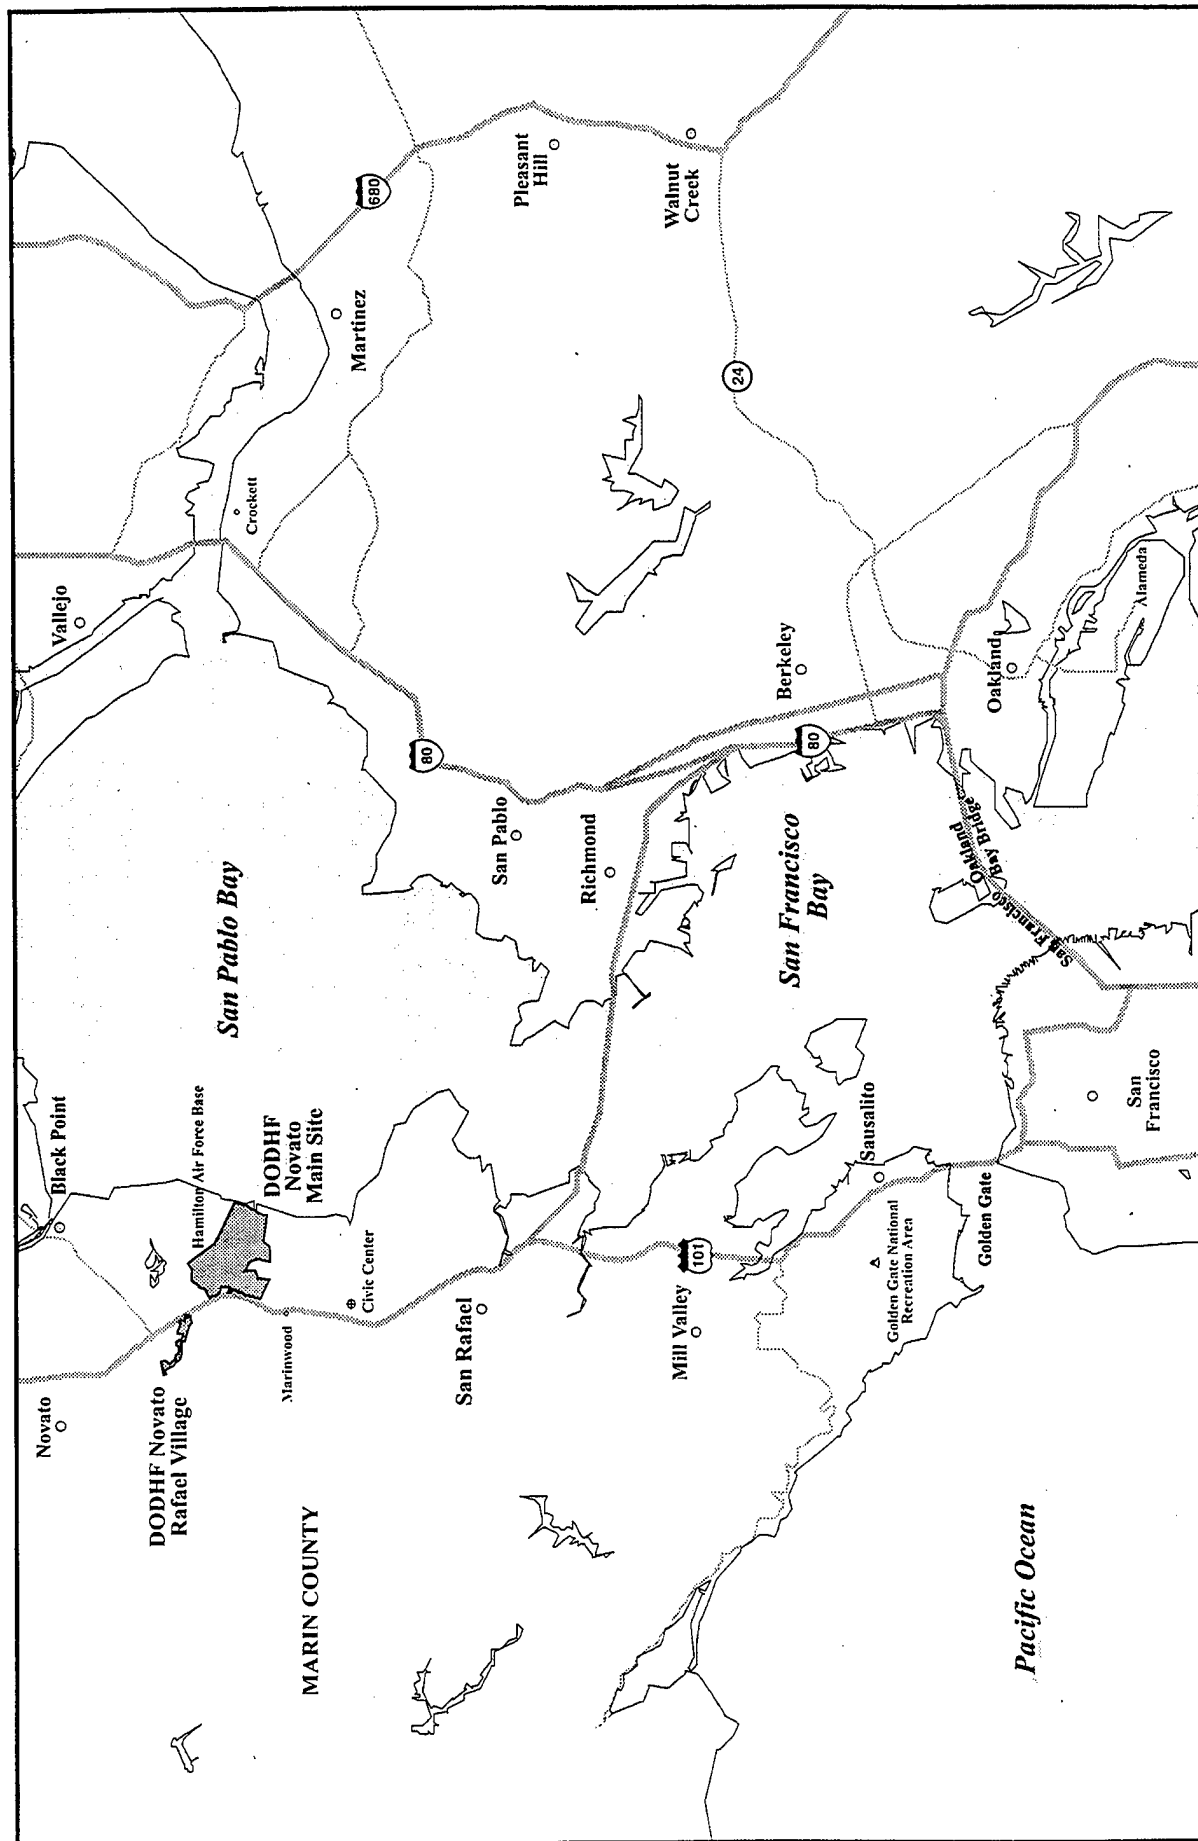 Novato
Black Point
Vallejo
DODHF Novato
Rafael Village
Hamilton Air Force Base
San Pablo Bay
Crockett
DODHF
Novato
Main Site
Marinwood
MARIN COUNTY
Civic Center
Martinez
680
80
San Rafael
San Pablo
Pleasant
Hill
Richmond
Mill Valley
101
Walnut
Creek
24
San Francisco
Bay
Berkeley
80
Sausalito
Golden Gate National
Recreation Area
Golden Gate
San Francisco
Oakland
Bay Bridge
Oakland
Alameda
San
Francisco
Pacific Ocean